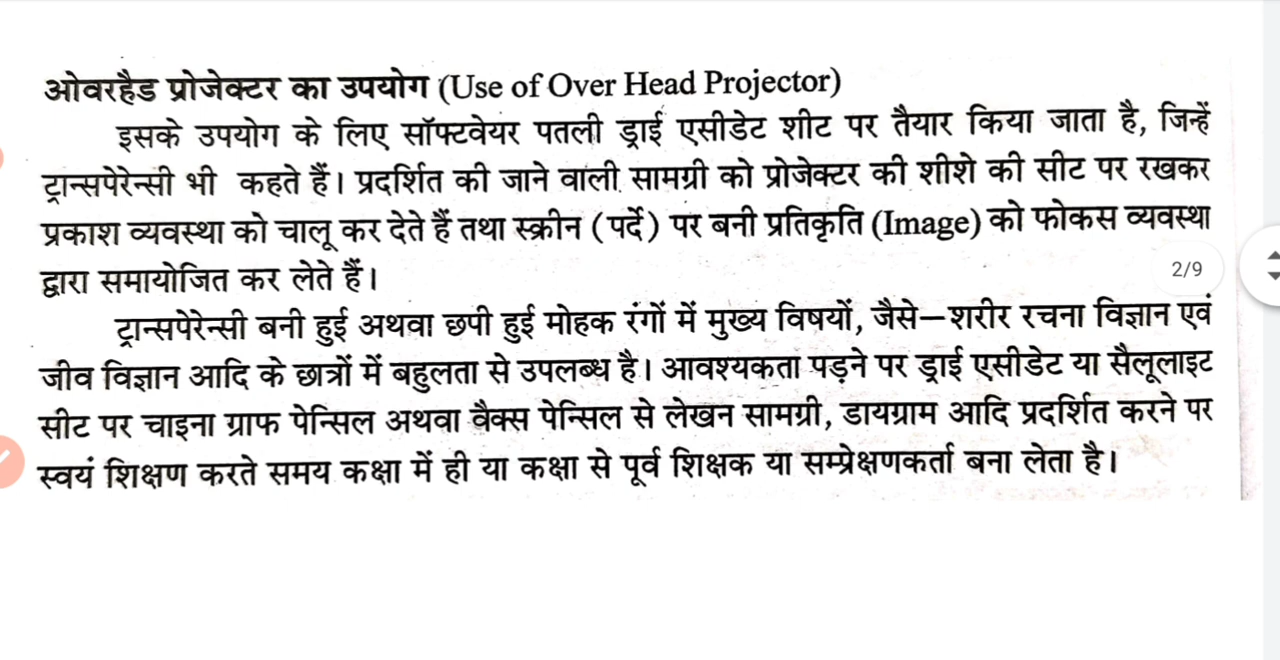 ओवरहैड प्रोजेक्टर का उपयोग (Use of Over Head Projector)
इसके उपयोग के लिए सॉफ्टवेयर पतली ड्राई एसीडेट शीट पर तैयार किया जाता है, जिन्हें
ट्रान्सपेरेन्सी भी कहते हैं। प्रदर्शित की जाने वाली सामग्री को प्रोजेक्टर की शीशे की सीट पर रखकर
प्रकाश व्यवस्था को चालू कर देते हैं तथा स्क्रीन (पर्दे) पर बनी प्रतिकृति (Image) को फोकस व्यवस्था
द्वारा समायोजित कर लेते हैं।
2/9
ट्रान्सपेरेन्सी बनी हुई अथवा छपी हुई मोहक रंगों में मुख्य विषयों, जैसे—शरीर रचना विज्ञान एवं
जीव विज्ञान आदि के छात्रों में बहुलता से उपलब्ध है। आवश्यकता पड़ने पर ड्राई एसीडेट या सैलूलाइट
सीट पर चाइना ग्राफ पेन्सिल अथवा वैक्स पेन्सिल से लेखन सामग्री, डायग्राम आदि प्रदर्शित करने पर
स्वयं शिक्षण करते समय कक्षा में ही या कक्षा से पूर्व शिक्षक या सम्प्रेक्षणकर्ता बना लेता है।